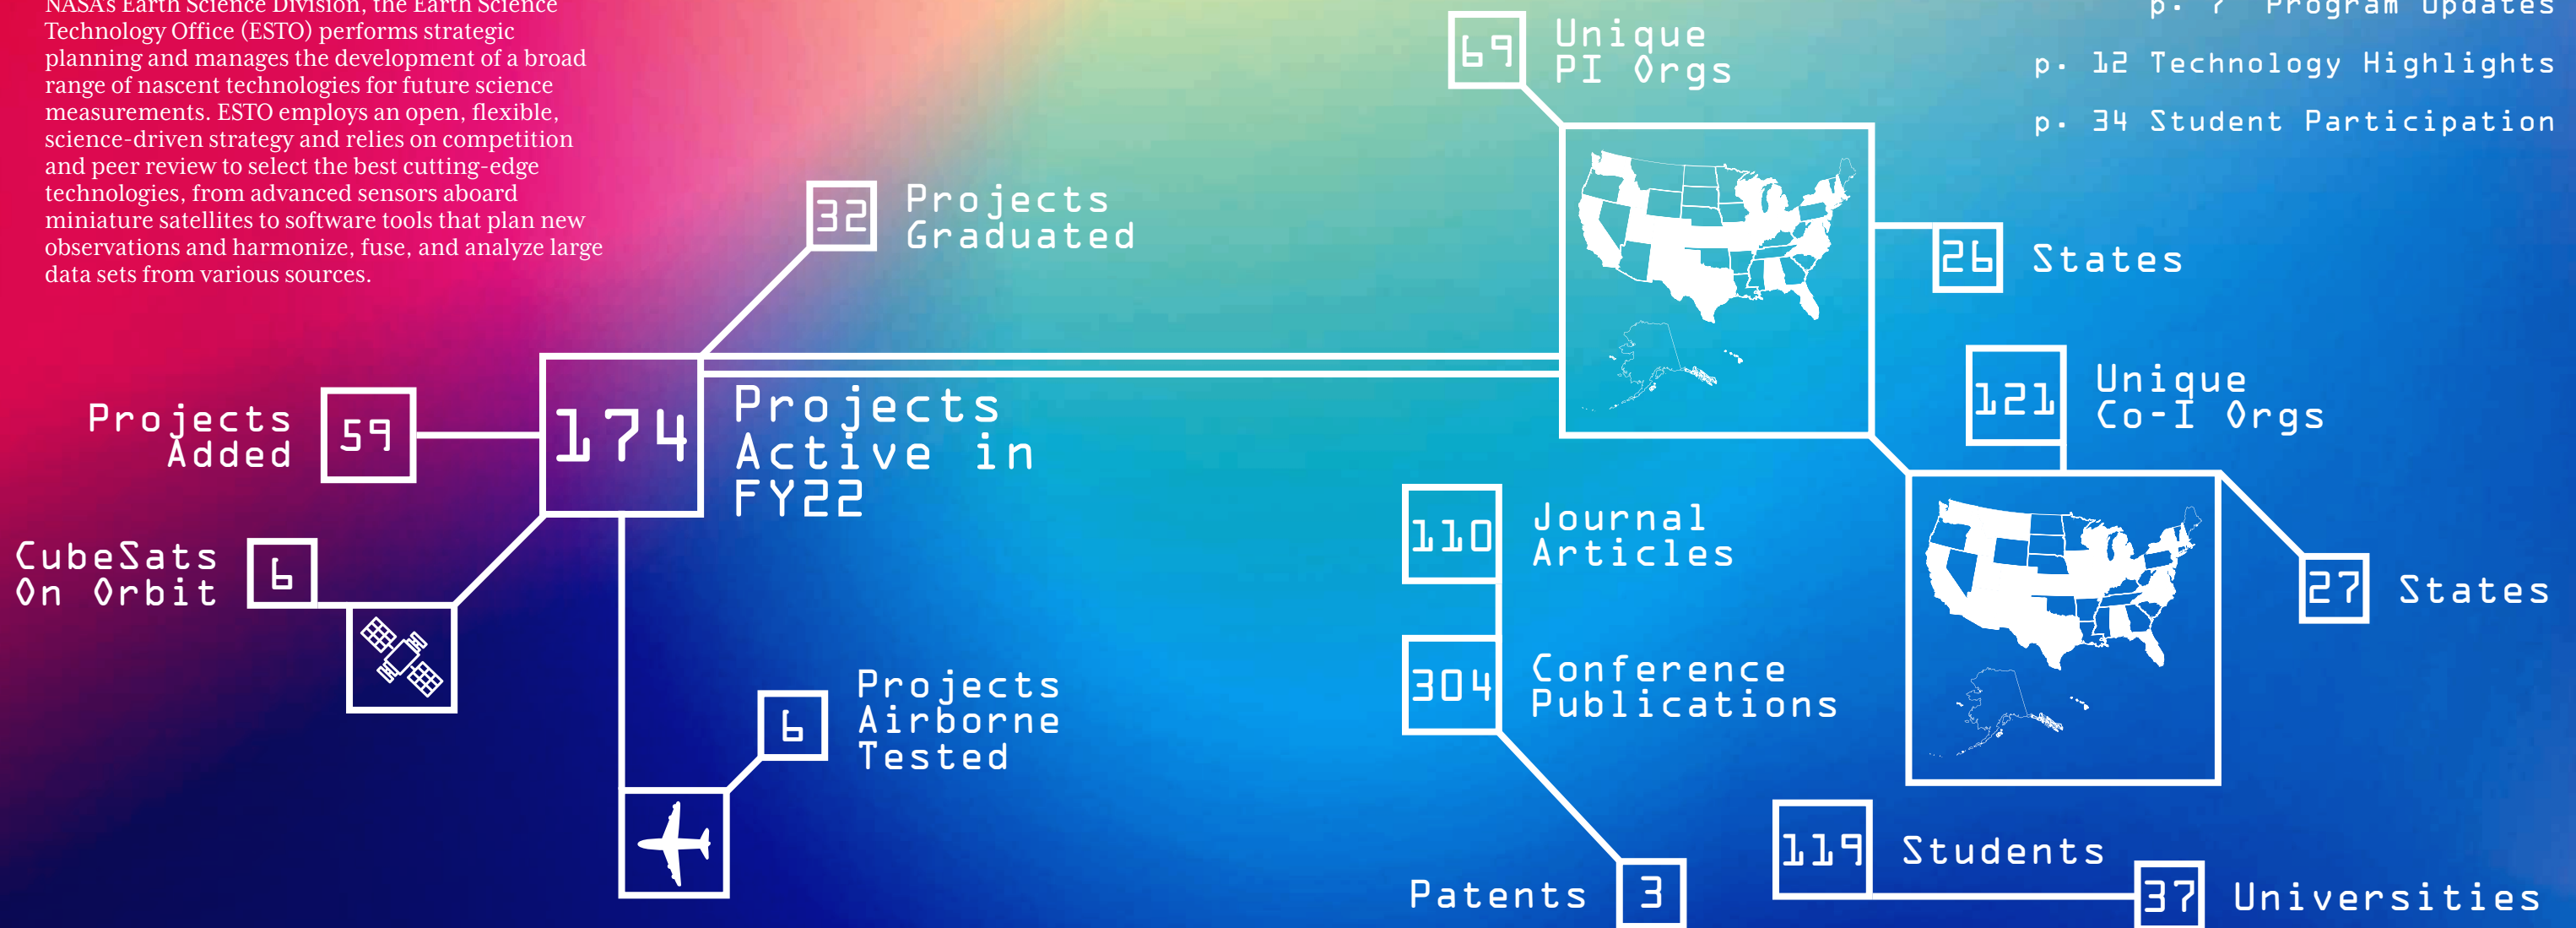 NASA's Earth Science Division, the Earth Science
Technology Office (ESTO) performs strategic
planning and manages the development of a broad
range of nascent technologies for future science
measurements. ESTO employs an open, flexible,
science-driven strategy and relies on competition
and peer review to select the best cutting-edge
technologies, from advanced sensors aboard
miniature satellites to software tools that plan new
observations and harmonize, fuse, and analyze large
data sets from various sources.
p. 7 Program Updates
p. 12 Technology Highlights
p. 34 Student Participation
69
Unique
PI Orgs
32
Projects
Graduated
26
States
Projects
Added
59
174
Projects
Active in
FY22
121
Unique
Co-I Orgs
CubeSats
On Orbit
6
110
Journal
Articles
27
States
6
Projects
Airborne
Tested
304
Conference
Publications
Patents
3
119
Students
37
Universities